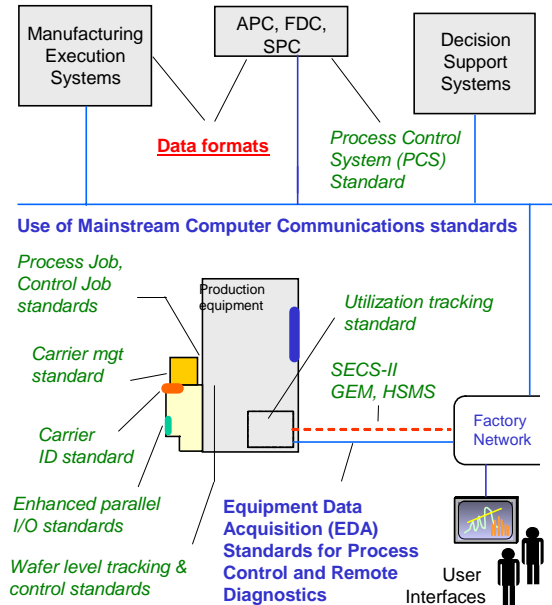 Manufacturing
Execution
Systems
APC, FDC,
SPC
Decision
Support
Systems
Data formats
Process Control
System (PCS)
Standard
Use of Mainstream Computer Communications standards
Process Job,
Control Job
standards
Production
equipment
Utilization tracking
standard
Carrier mgt
standard
SECS-II
GEM, HSMS
Carrier
ID standard
Factory
Network
Enhanced parallel
I/O standards
Equipment Data
Acquisition (EDA)
Standards for Process
Control and Remote
Diagnostics
Wafer level tracking &
control standards
User
Interfaces